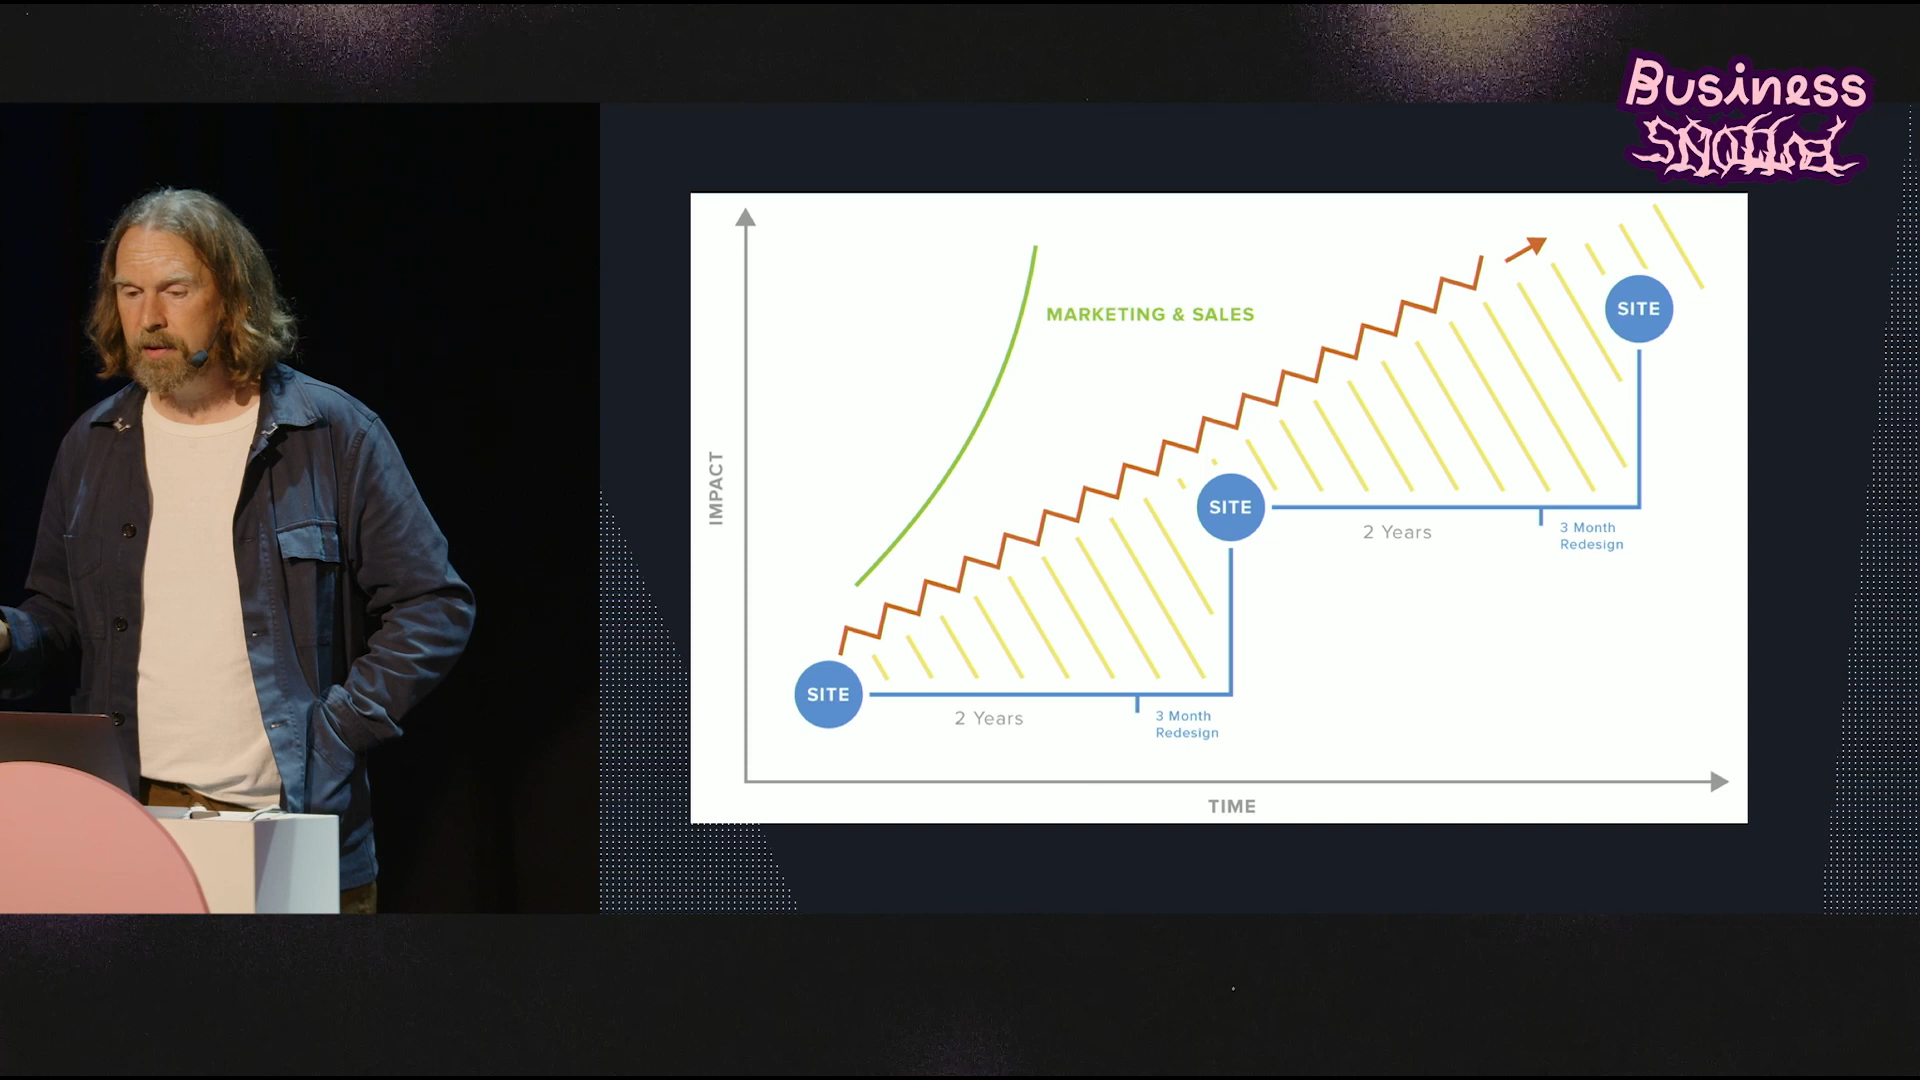 Business
IMPACT
MARKETING & SALES
SITE
SITE
2 Years
3 Month
Redesign
SITE
2 Years
3 Month
Redesign
TIME